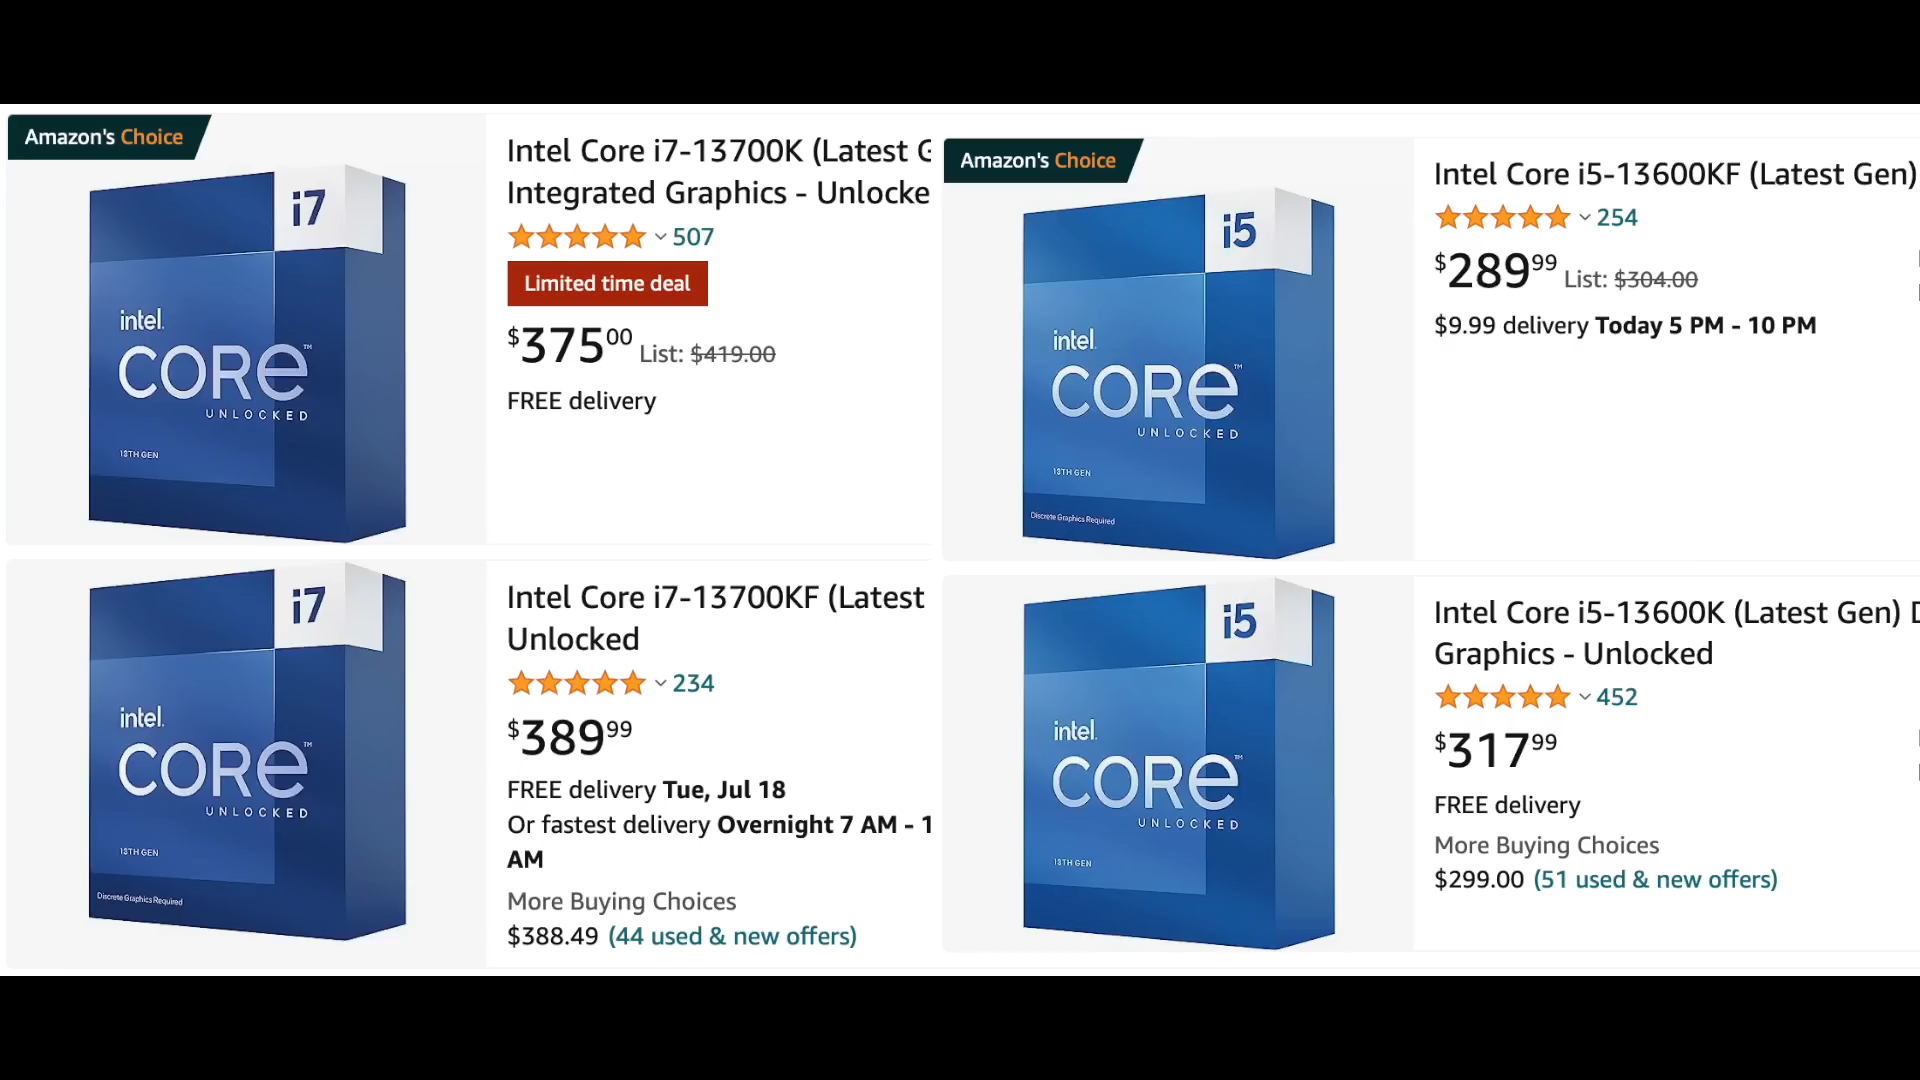 Amazon's Choice
i7
intel.
CORE™
UNLOCKED
13TH GEN
Intel Core i7-13700K (Latest G
Integrated Graphics - Unlocke
507
Limited time deal
$375.00 List: $419.00
FREE delivery
i7
intel.
CORE™
UNLOCKED
13TH GEN
Discrete Graphics Required
Intel Core i7-13700KF (Latest
Unlocked
234
$389.99
FREE delivery Tue, Jul 18
Or fastest delivery Overnight 7 AM - 1
AM
More Buying Choices
$388.49 (44 used & new offers)
Amazon's Choice
i5
intel.
CORE™
UNLOCKED
13TH GEN
Discrete Graphics Required
Intel Core i5-13600KF (Latest Gen)
254
$289.99 List: $304.00
$9.99 delivery Today 5 PM - 10 PM
i5
intel.
CORE™
UNLOCKED
13TH GEN
Intel Core i5-13600K (Latest Gen)
Graphics - Unlocked
452
$317.99
FREE delivery
More Buying Choices
$299.00 (51 used & new offers)